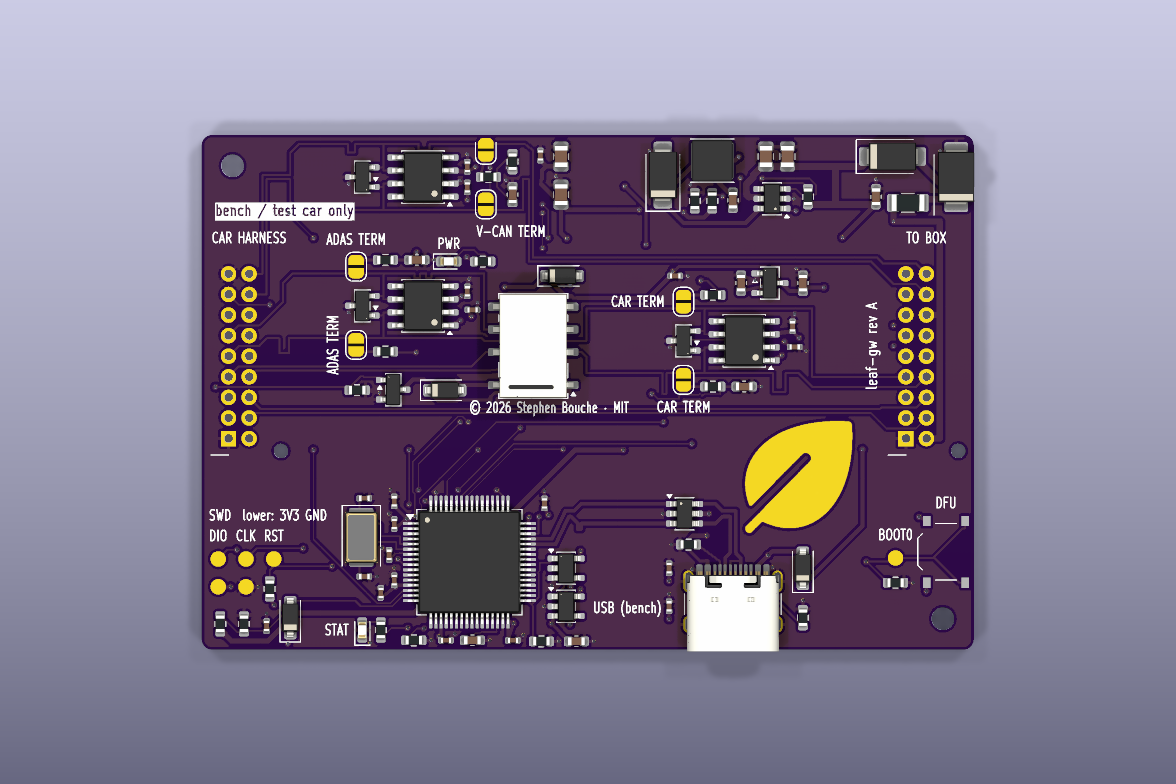 bench / test car only
CAR HARNESS
ADAS TERM
PWR
V-CAN TERM
TO BOX
CAR TERM
ADAS TERM
leaf-gw rev A
© 2026 Stephen Bouche · MIT
CAR TERM
SWD lower: 3V3 GND
DIO CLK RST
DFU
BOOT0
USB (bench)
STAT